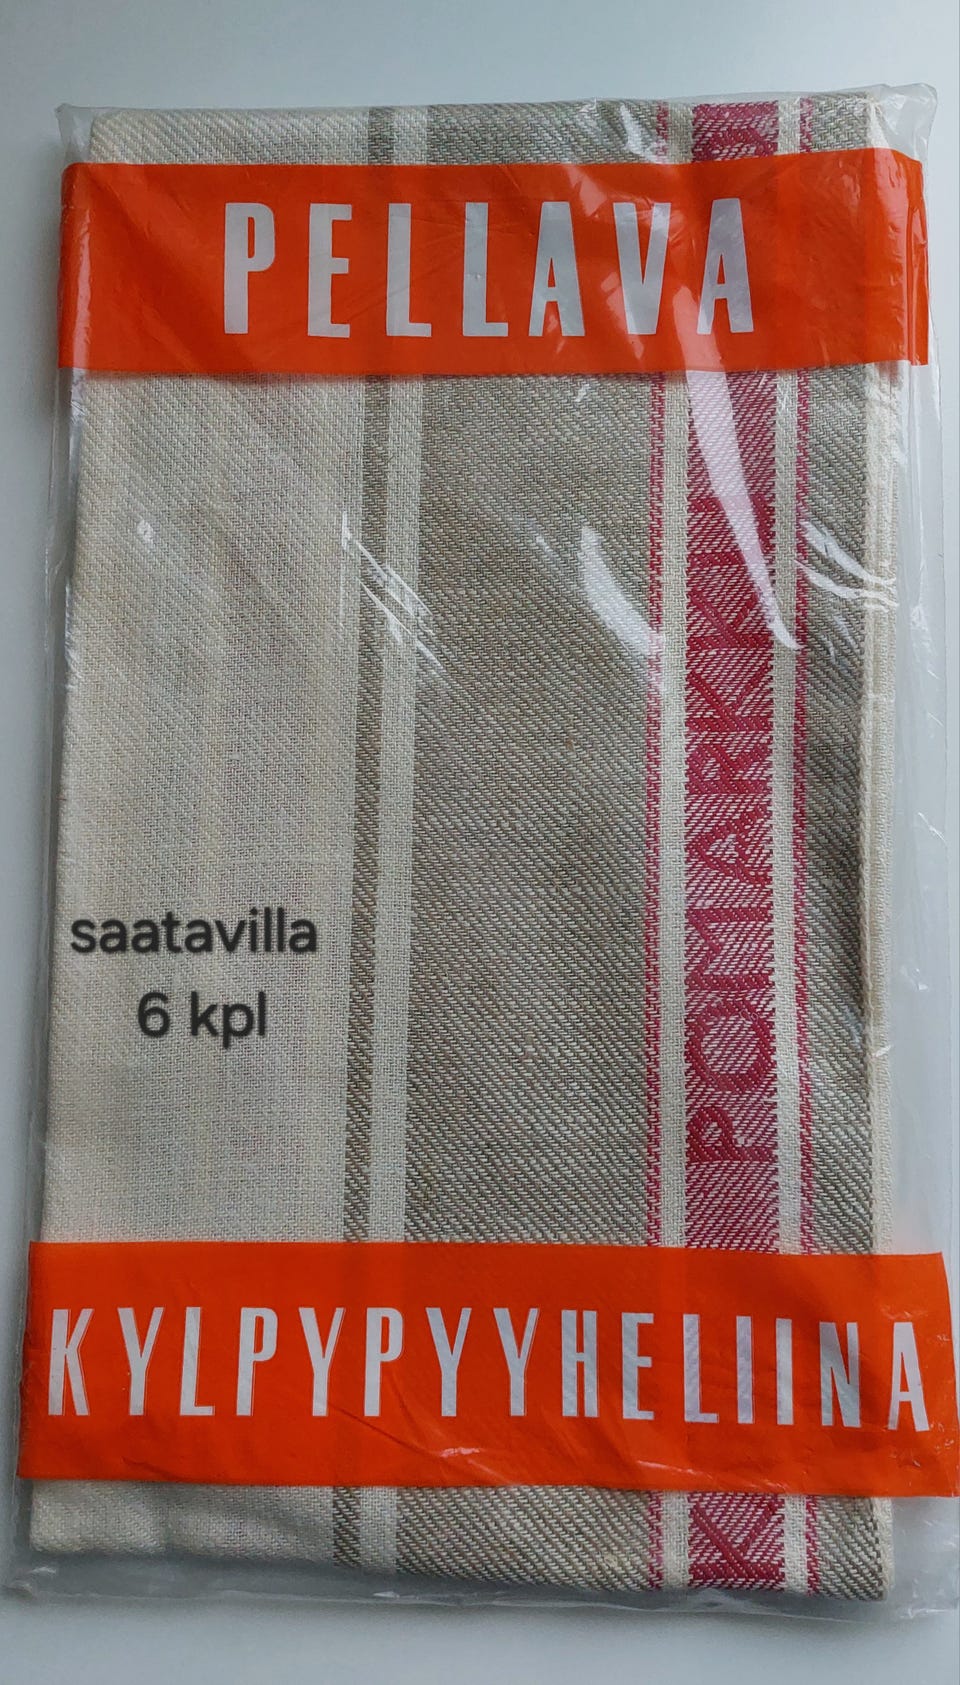 PELLAVA
POMARKKU
saatavilla
6 kpl
KYLPYPYYHELIINA
K